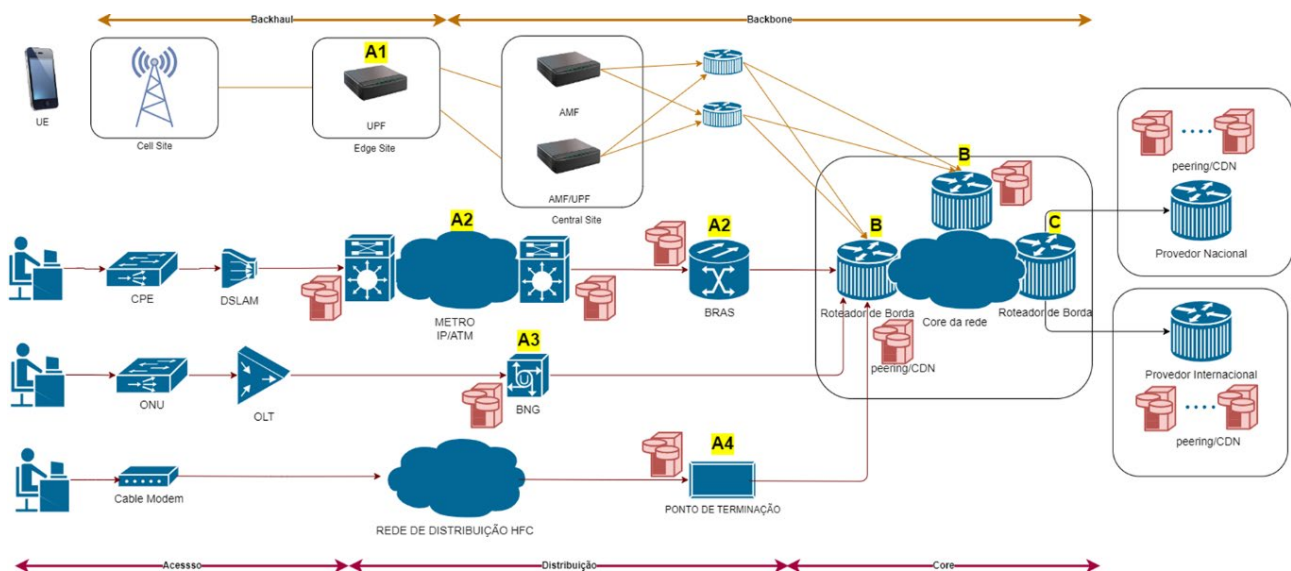 Backhaul
Backbone
A1
UE
UPF
AMF
Cell Site
Edge Site
AMF/UPF
Central Site
peering/CDN
Provedor Nacional
A2
A2
B
B
C
CPE
DSLAM
METRO
IP/ATM
BRAS
Roteador de Borda
Core da rede
Roteador de Borda
A3
peering/CDN
Provedor Internacional
ONU
OLT
BNG
peering/CDN
A4
Cable Modem
REDE DE DISTRIBUIÇÃO HFC
PONTO DE TERMINAÇÃO
Acessso
Distribuição
Core